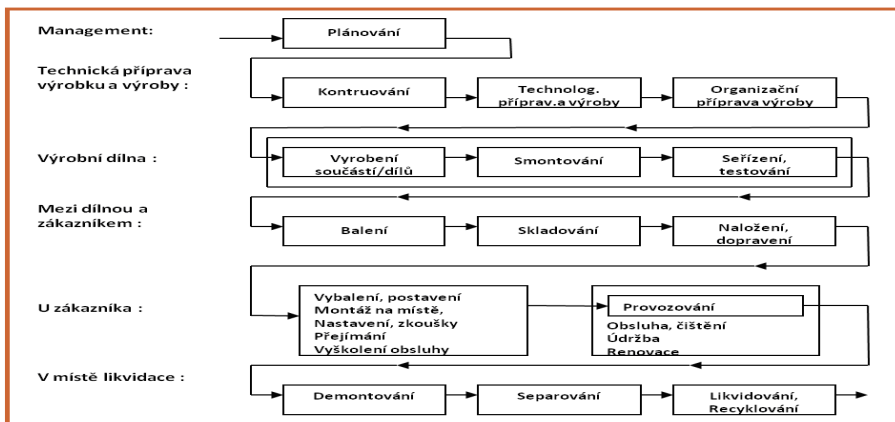 Management:
Plánování
Technická příprava
výrobku a výroby :
Kontruování
Technolog.
příprav.a výroby
Organizační
příprava výroby
Výrobní dílna :
Vyrobení
součástí/dílů
Smontování
Seřízení,
testování
Mezi dílnou a
zákazníkem :
Balení
Skladování
Naložení,
dopravení
U zákazníka :
Vybalení, postavení
Montáž na místě,
Nastavení, zkoušky
Přejímání
Vyškolení obsluhy
Provozování
Obsluha, čištění
Údržba
Renovace
V místě likvidace :
Demontování
Separování
Likvidování,
Recyklování